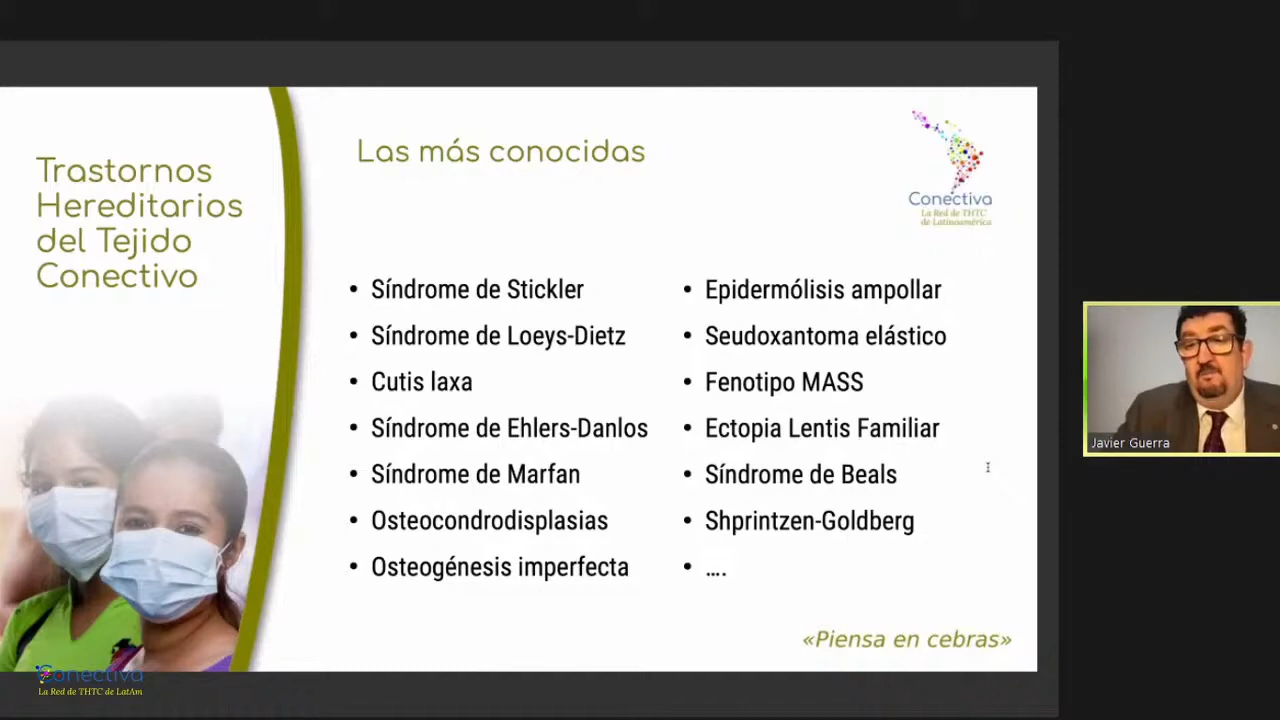 Trastornos
Hereditarios
del Tejido
Conectivo
Las más conocidas
Conectiva
La Red de THTC
de Latinoamérica
• Síndrome de Stickler
• Síndrome de Loeys-Dietz
• Cutis laxa
• Síndrome de Ehlers-Danlos
• Síndrome de Marfan
• Osteocondrodisplasias
• Osteogénesis imperfecta
• Epidermólisis ampollar
• Seudoxantoma elástico
• Fenotipo MASS
• Ectopia Lentis Familiar
• Síndrome de Beals
• Shprintzen-Goldberg
• ....
«Piensa en cebras»
Javier Guerra
Conectiva
La Red de THTC de LatAm